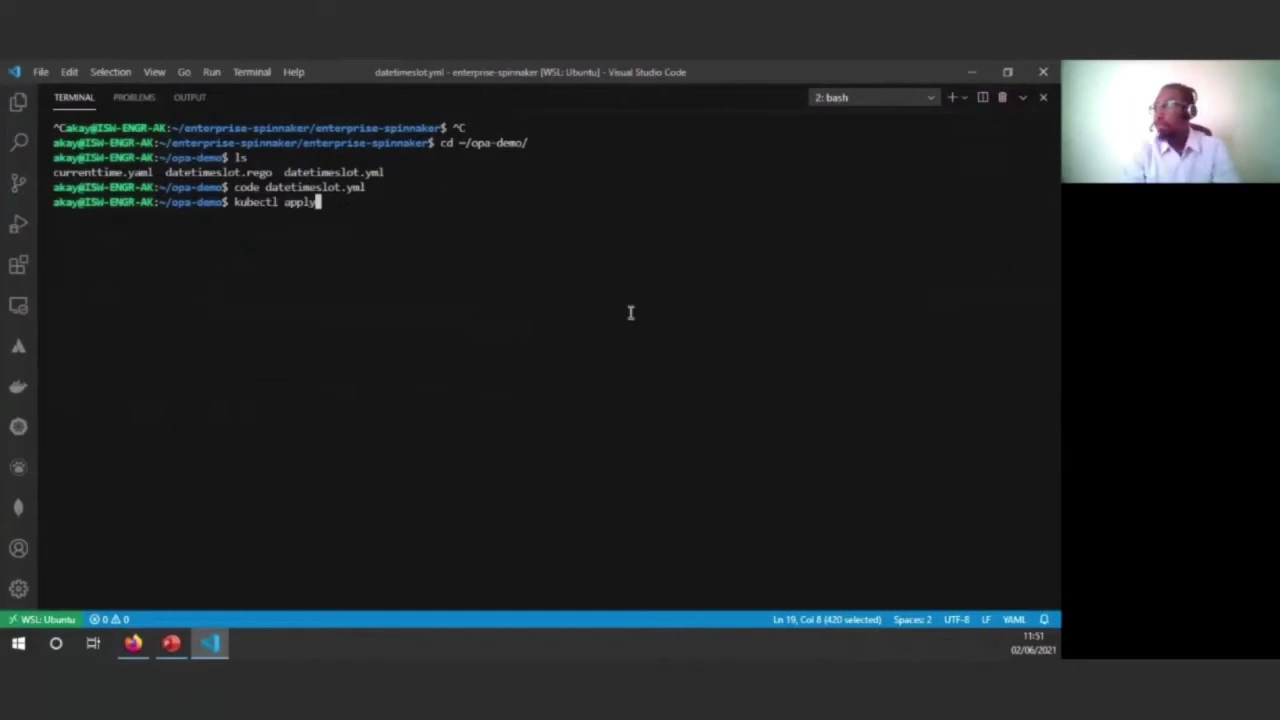 File Edit Selection View Go Run Terminal Help datetimeslot.yml - enterprise-spinnaker [WSL: Ubuntu] - Visual Studio Code
TERMINAL PROBLEMS OUTPUT 2: bash
^Cakay@ISW-ENGR-AK:~/enterprise-spinnaker/enterprise-spinnaker$ ^C
akay@ISW-ENGR-AK:~/enterprise-spinnaker/enterprise-spinnaker$ cd ~/opa-demo/
akay@ISW-ENGR-AK:~/opa-demo$ ls
currenttime.yaml datetimeslot.rego datetimeslot.yml
akay@ISW-ENGR-AK:~/opa-demo$ code datetimeslot.yml
akay@ISW-ENGR-AK:~/opa-demo$ kubectl apply
WSL: Ubuntu 0 0 Ln 19, Col 8 (420 selected) Spaces: 2 UTF-8 LF YAML
11:51
02/06/2021